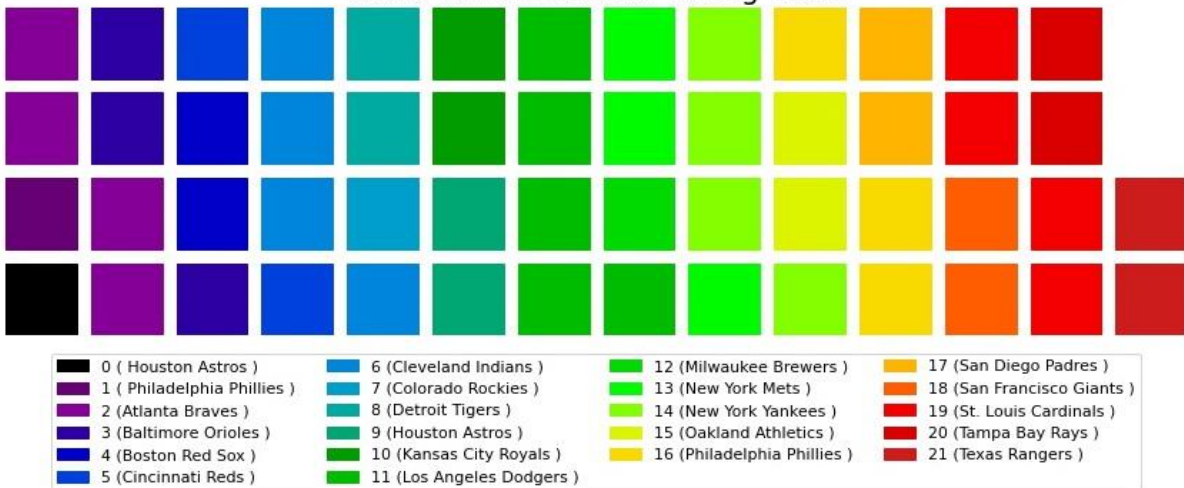 0 ( Houston Astros )
1 ( Philadelphia Phillies )
2 (Atlanta Braves )
3 (Baltimore Orioles )
4 (Boston Red Sox )
5 (Cincinnati Reds )
6 (Cleveland Indians )
7 (Colorado Rockies )
8 (Detroit Tigers )
9 (Houston Astros )
10 (Kansas City Royals )
11 (Los Angeles Dodgers )
12 (Milwaukee Brewers )
13 (New York Mets )
14 (New York Yankees )
15 (Oakland Athletics )
16 (Philadelphia Phillies )
17 (San Diego Padres )
18 (San Francisco Giants )
19 (St. Louis Cardinals )
20 (Tampa Bay Rays )
21 (Texas Rangers )